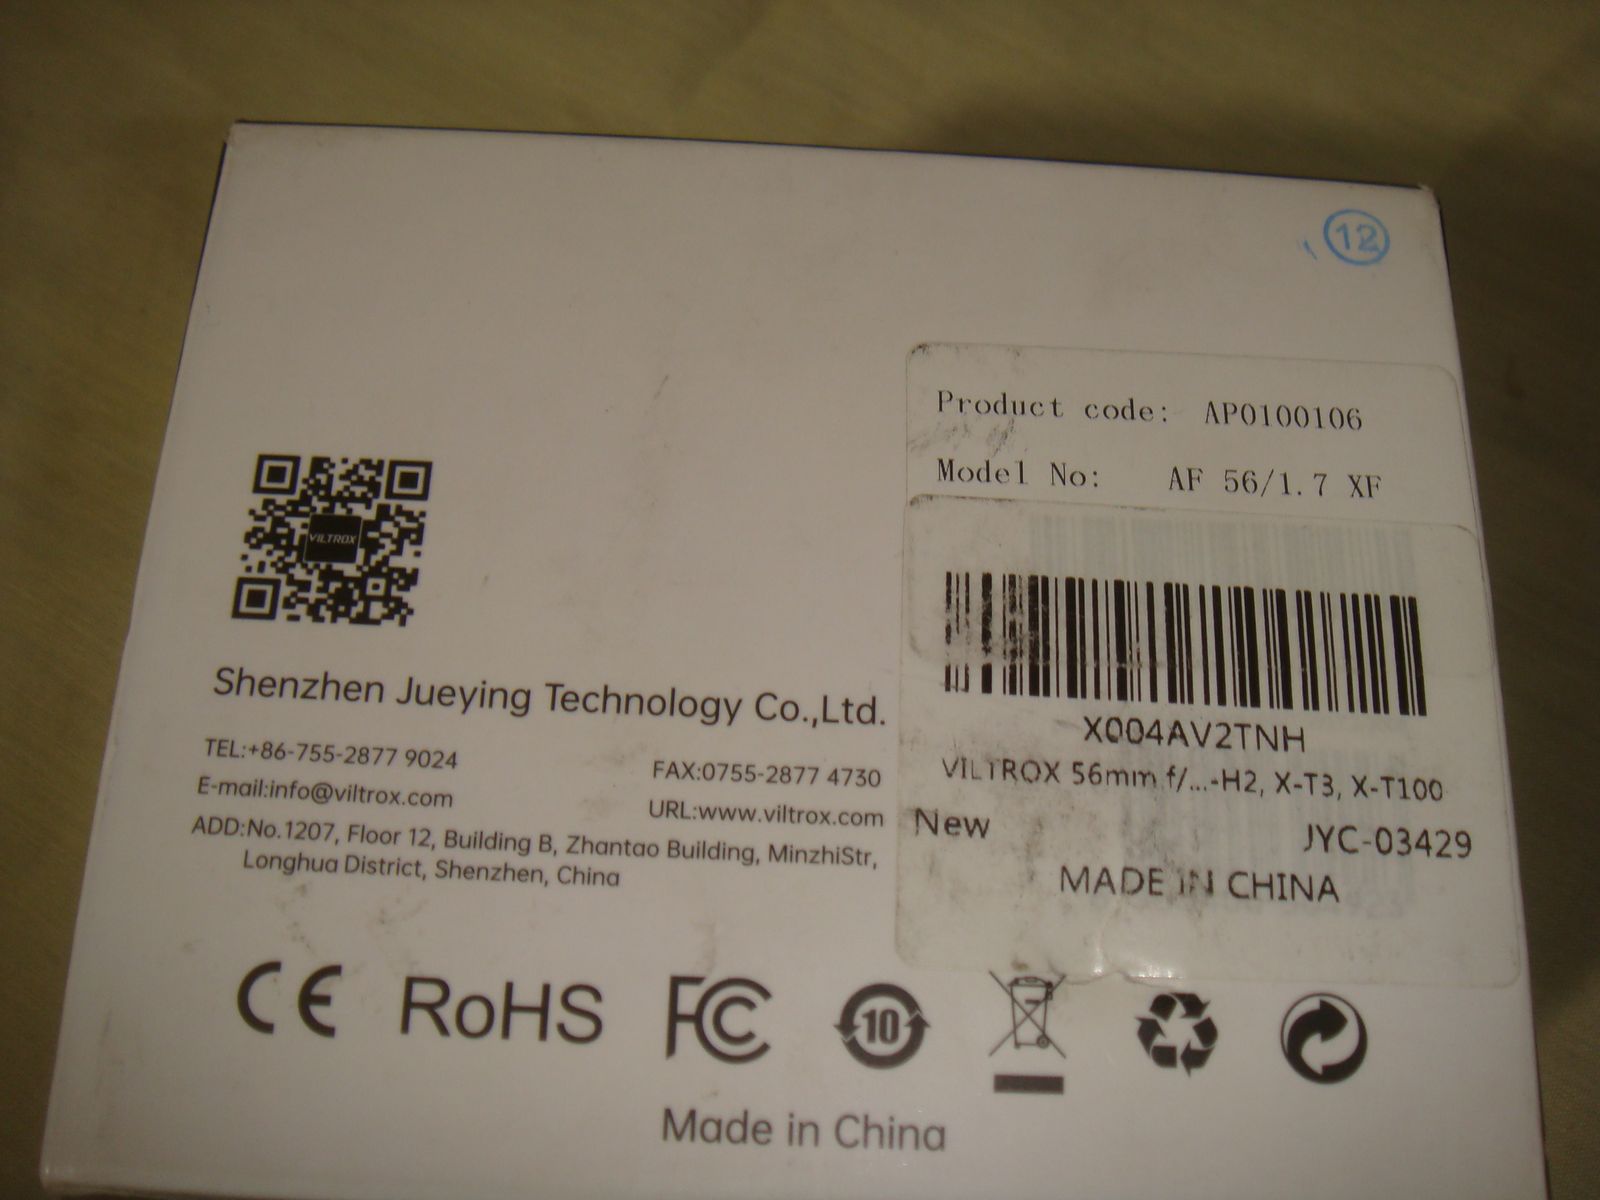 12
Product code: AP0100106
Model No: AF 56/1.7 XF
VILTROX
X004AV2TNH
VILTROX 56mm f/...-H2, X-T3, X-T100
New JYC-03429
MADE IN CHINA
Shenzhen Jueying Technology Co.,Ltd.
TEL:+86-755-2877 9024 FAX:0755-2877 4730
E-mail:info@viltrox.com URL:www.viltrox.com
ADD:No.1207, Floor 12, Building B, Zhantao Building, MinzhiStr,
Longhua District, Shenzhen, China
CE RoHS FC 10
Made in China